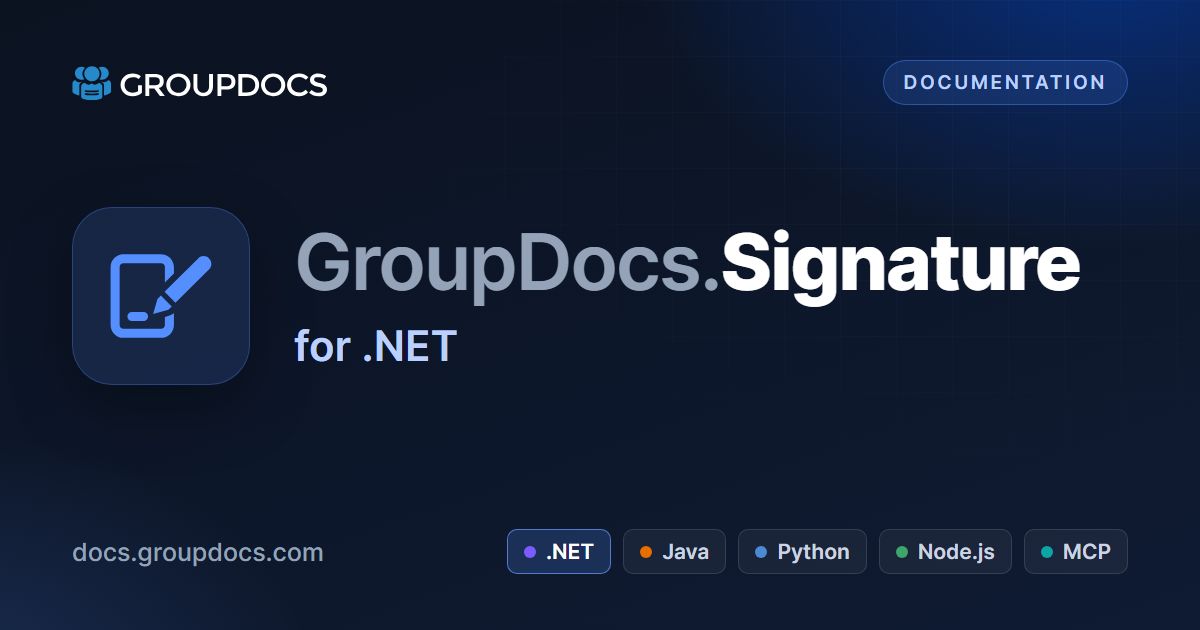 GROUPDOCS
DOCUMENTATION
GroupDocs.Signature
for .NET
docs.groupdocs.com
.NET
Java
Python
Node.js
MCP